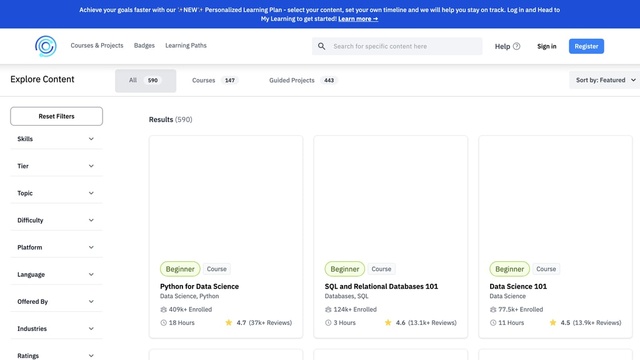 Achieve your goals faster with our ✨NEW✨ Personalized Learning Plan - select your content, set your own timeline and we will help you stay on track. Log in and Head to
My Learning to get started! Learn more →
Courses & Projects Badges Learning Paths Search for specific content here Help ? Sign in Register
Explore Content All 590 Courses 147 Guided Projects 443 Sort by: Featured
Reset Filters
Skills
Tier
Topic
Difficulty
Platform
Language
Offered By
Industries
Ratings
Results (590)
Beginner Course
Python for Data Science
Data Science, Python
409k+ Enrolled
18 Hours 4.7 (37k+ Reviews)
Beginner Course
SQL and Relational Databases 101
Databases, SQL
124k+ Enrolled
3 Hours 4.6 (13.1k+ Reviews)
Beginner Course
Data Science 101
Data Science
77.5k+ Enrolled
11 Hours 4.5 (13.9k+ Reviews)